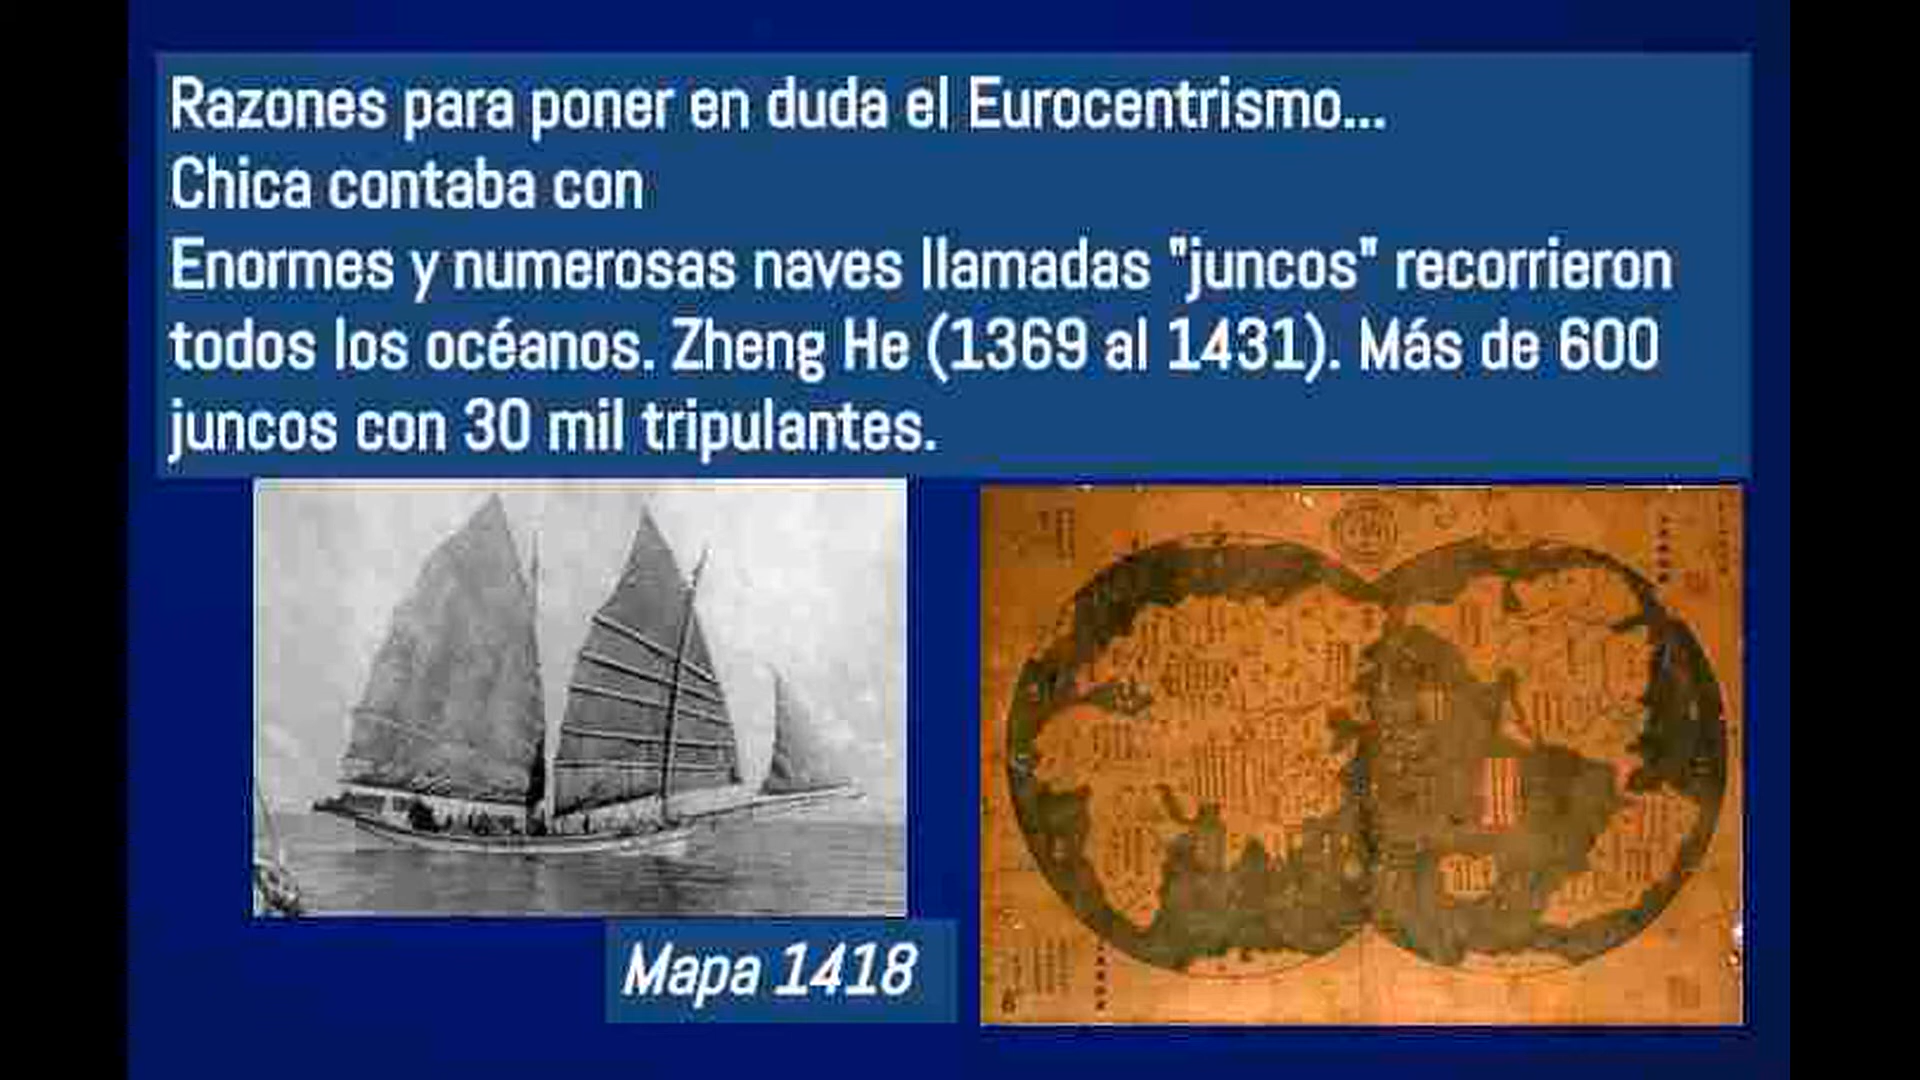 Razones para poner en duda el Eurocentrismo...
Chica contaba con
Enormes y numerosas naves llamadas "juncos" recorrieron
todos los océanos. Zheng He (1369 al 1431). Más de 600
juncos con 30 mil tripulantes.
Mapa 1418